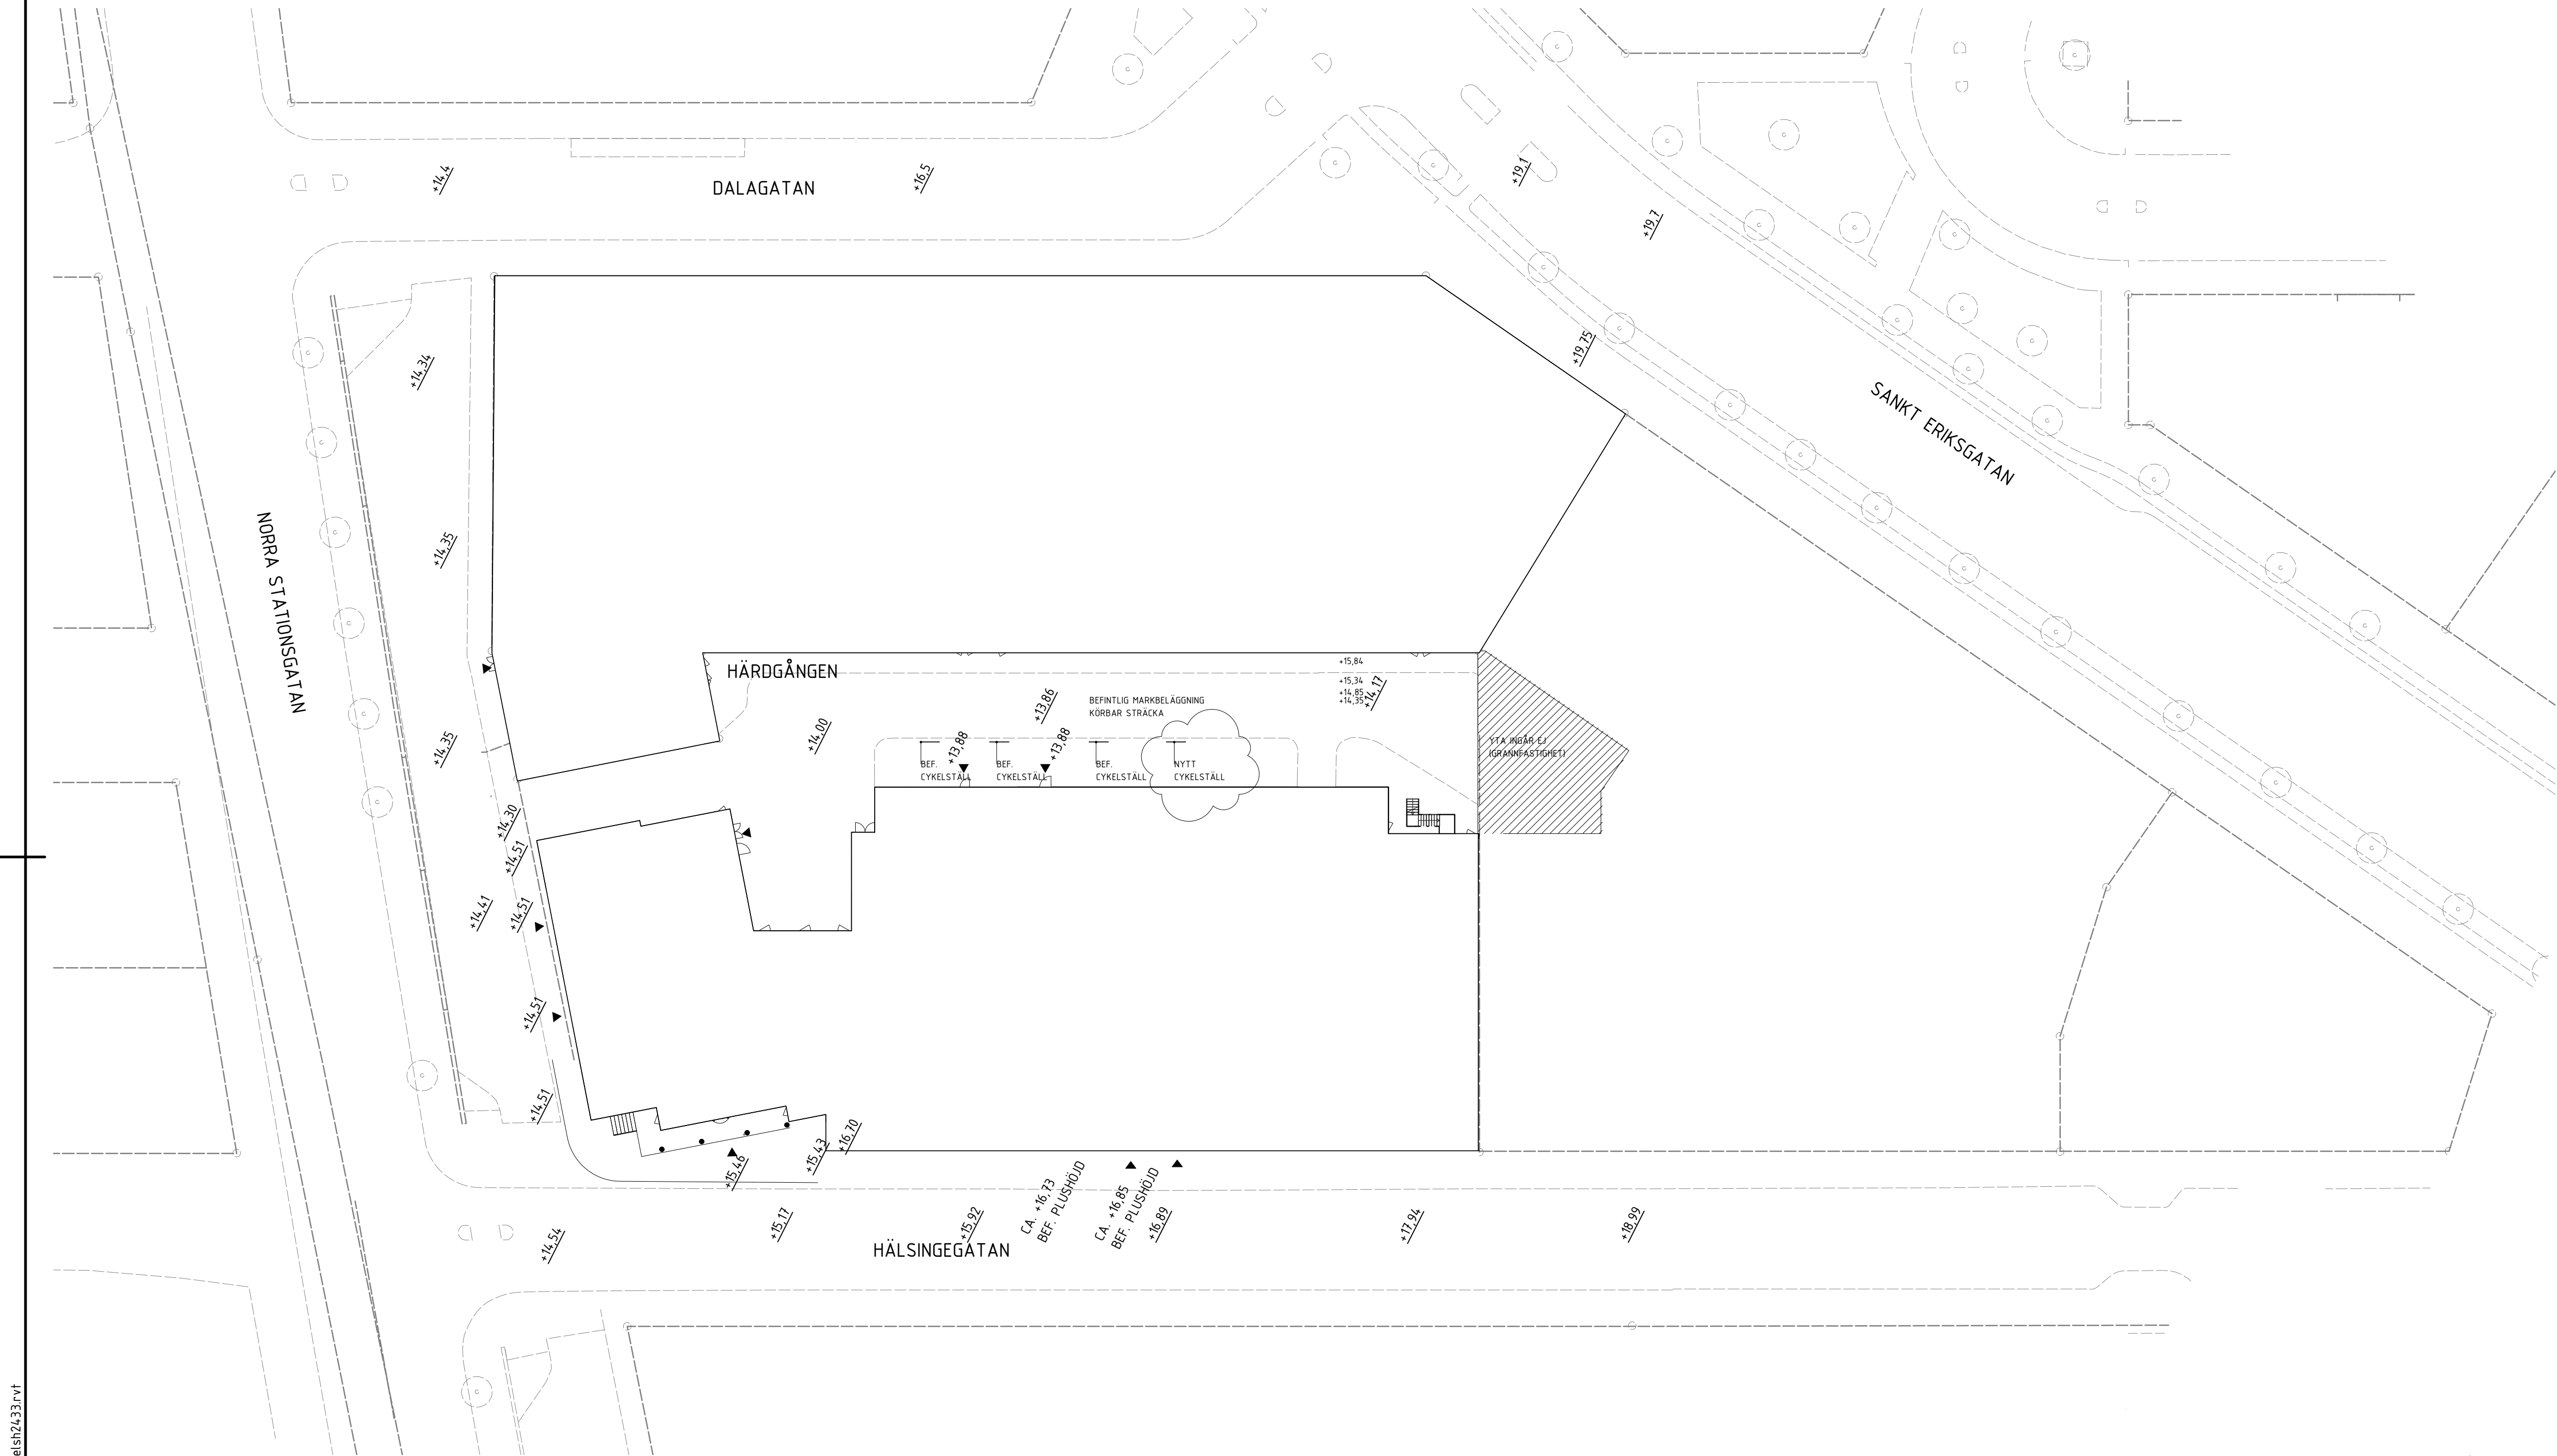 +14,4
DALAGATAN
+16,5
+19,1
+19,7
+14,34
+19,75
SANKT ERIKSGATAN
NORRA STATIONSGATAN
+14,35
+14,35
HÄRDGÅNGEN
+15,84
+15,34
+14,85
+14,35
+14,17
BEFINTLIG MARKBELÄGGNING
KÖRBAR STRÄCKA
+13,86
+14,00
+13,88
+13,88
YTA INGÅR EJ
(GRANNFASTIGHET)
BEF.
CYKELSTÄLL
BEF.
CYKELSTÄLL
BEF.
CYKELSTÄLL
NYTT
CYKELSTÄLL
+14,30
+14,51
+14,41
+14,51
+14,51
+14,51
+15,46
+15,43
+16,70
CA. +16,73
BEF. PLUSHÖJD
CA. +16,85
BEF. PLUSHÖJD
+14,54
+15,17
+15,92
+16,89
+17,94
+18,99
HÄLSINGEGATAN
elsh2433.rvt